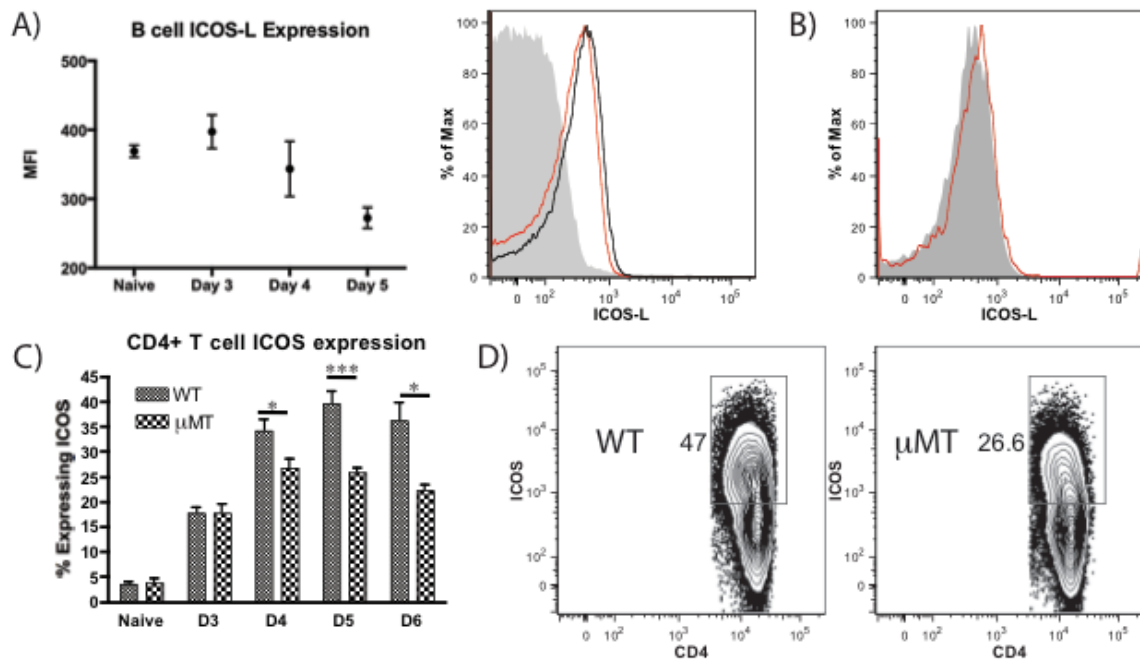 A)
B cell ICOS-L Expression
500
400
300
200
MFI
Naive Day 3 Day 4 Day 5
100
80
60
40
20
0
% of Max
0 10^2 10^3 10^4 10^5
ICOS-L
B)
100
80
60
40
20
0
% of Max
0 10^2 10^3 10^4 10^5
ICOS-L
C)
CD4+ T cell ICOS expression
45
40
35
30
25
20
15
10
5
0
% Expressing ICOS
WT
μMT
* *** *
Naive D3 D4 D5 D6
D)
10^5
10^4
10^3
10^2
0
ICOS
WT 47
0 10^2 10^3 10^4 10^5
CD4
10^5
10^4
10^3
10^2
0
ICOS
μMT 26.6
0 10^2 10^3 10^4 10^5
CD4